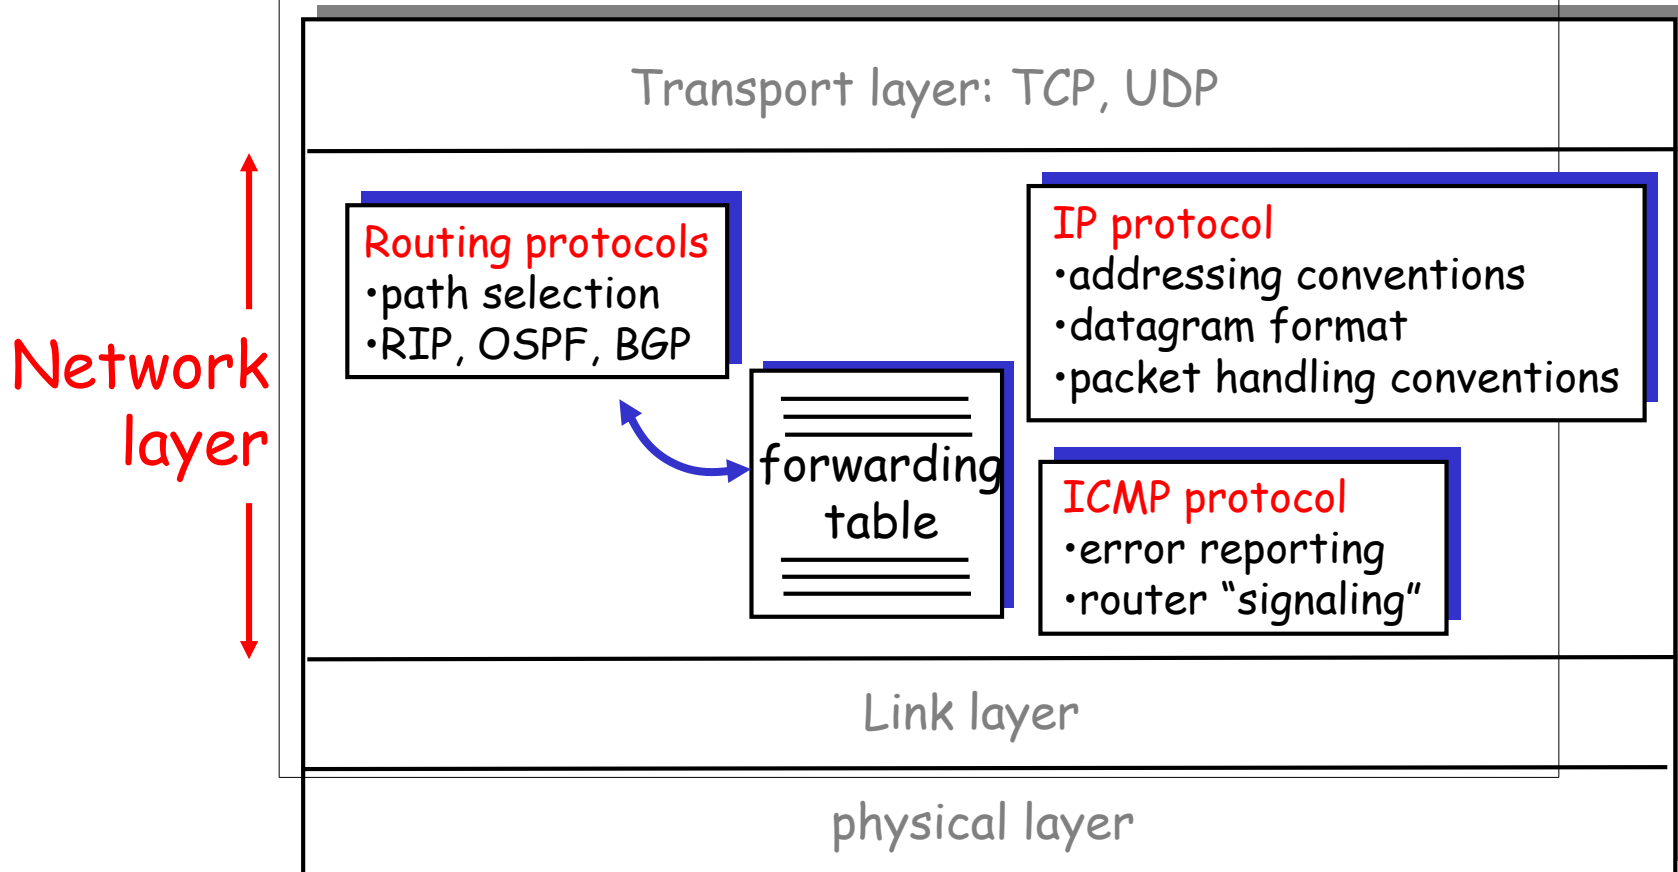 Transport layer: TCP, UDP
Network
layer
Routing protocols
•path selection
•RIP, OSPF, BGP
forwarding
table
IP protocol
•addressing conventions
•datagram format
•packet handling conventions
ICMP protocol
•error reporting
•router “signaling”
Link layer
physical layer